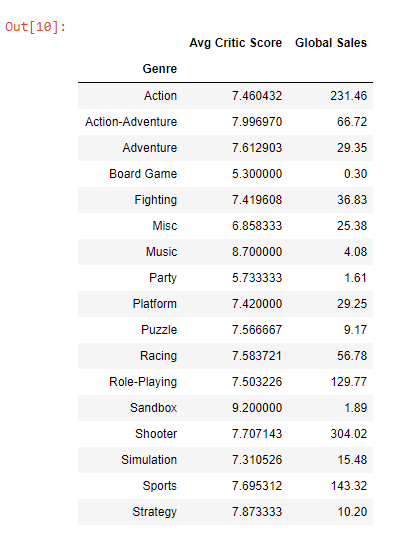 Out[10]:
Avg Critic Score Global Sales
Genre
Action 7.460432 231.46
Action-Adventure 7.996970 66.72
Adventure 7.612903 29.35
Board Game 5.300000 0.30
Fighting 7.419608 36.83
Misc 6.858333 25.38
Music 8.700000 4.08
Party 5.733333 1.61
Platform 7.420000 29.25
Puzzle 7.566667 9.17
Racing 7.583721 56.78
Role-Playing 7.503226 129.77
Sandbox 9.200000 1.89
Shooter 7.707143 304.02
Simulation 7.310526 15.48
Sports 7.695312 143.32
Strategy 7.873333 10.20